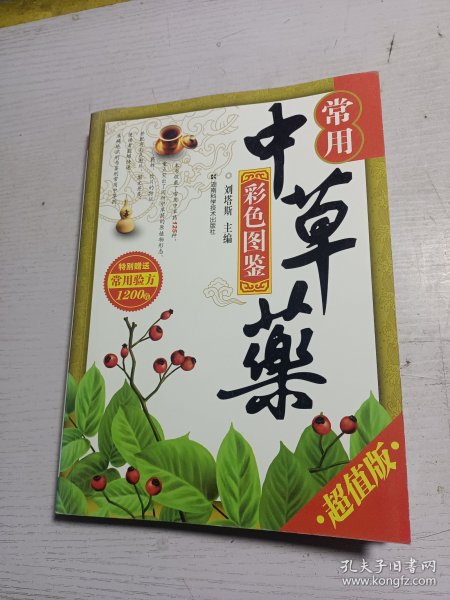 常用
中草藥
彩色图鉴
刘塔斯 主编
湖南科学技术出版社
特别赠送
常用验方
1200个
·超值版·
孔夫子旧书网
www.kongfz.com